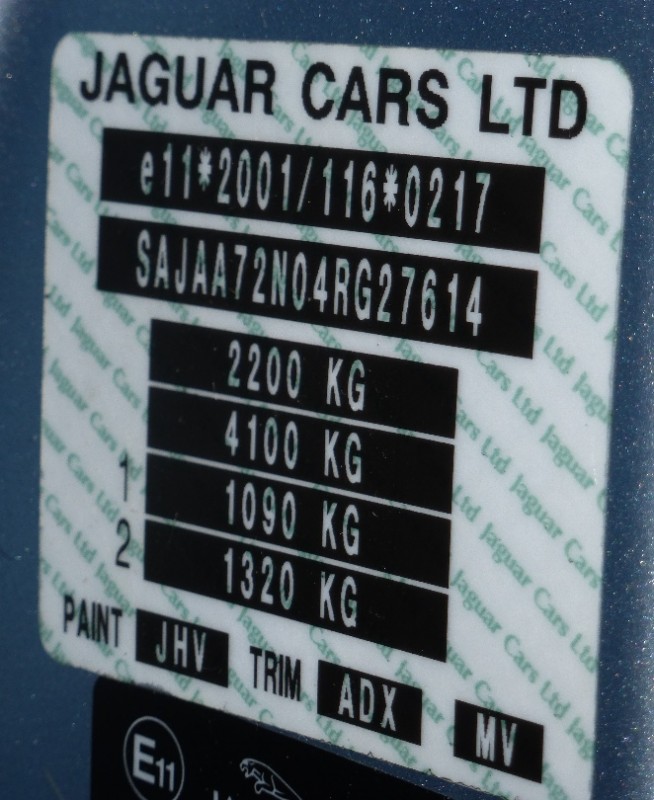 JAGUAR CARS LTD
e11*2001/116*0217
SAJAA72N04RG27614
2200 KG
4100 KG
1 1090 KG
2 1320 KG
PAINT JHV TRIM ADX MV
E11